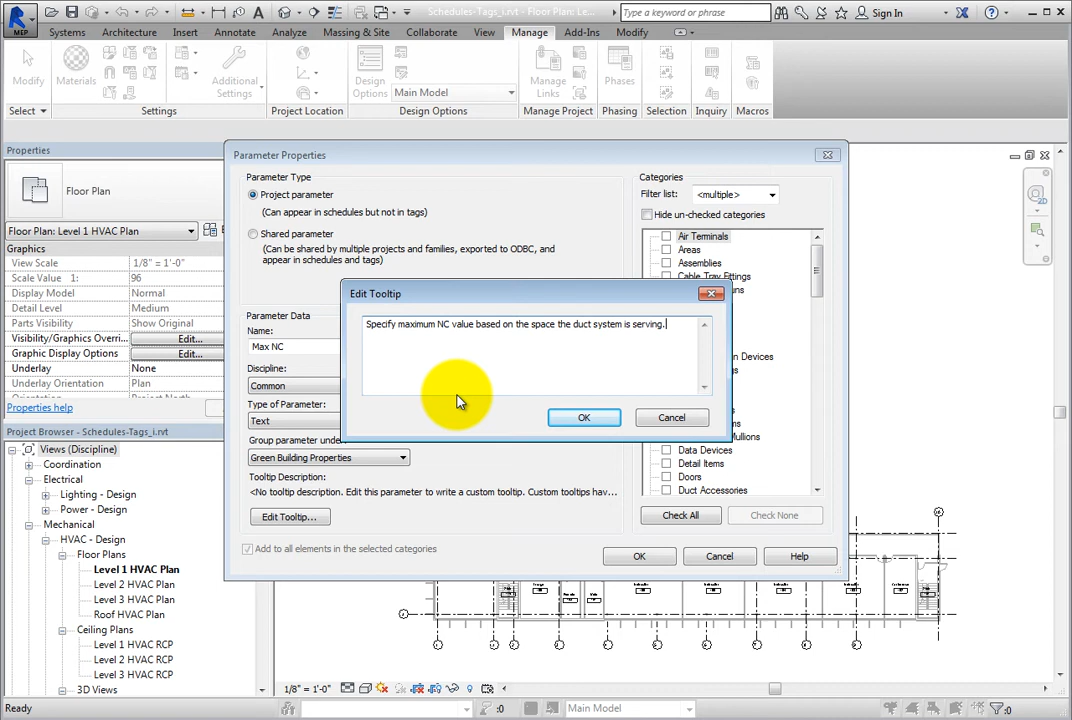 Schedules-Tags_i.rvt - Floor Plan: Le...
Type a keyword or phrase
Sign In
MEP
Systems
Architecture
Insert
Annotate
Analyze
Massing & Site
Collaborate
View
Manage
Add-Ins
Modify
Modify
Materials
Additional
Settings
Design
Options
Main Model
Manage
Links
Phases
Select
Settings
Project Location
Design Options
Manage Project
Phasing
Selection
Inquiry
Macros
Properties
Floor Plan
Floor Plan: Level 1 HVAC Plan
Graphics
View Scale
1/8" = 1'-0"
Scale Value 1:
96
Display Model
Normal
Detail Level
Medium
Parts Visibility
Show Original
Visibility/Graphics Overri...
Edit...
Graphic Display Options
Edit...
Underlay
None
Underlay Orientation
Plan
Properties help
Project Browser - Schedules-Tags_i.rvt
Views (Discipline)
Coordination
Electrical
Lighting - Design
Power - Design
Mechanical
HVAC - Design
Floor Plans
Level 1 HVAC Plan
Level 2 HVAC Plan
Level 3 HVAC Plan
Roof HVAC Plan
Ceiling Plans
Level 1 HVAC RCP
Level 2 HVAC RCP
Level 3 HVAC RCP
3D Views
Parameter Properties
Parameter Type
Project parameter
(Can appear in schedules but not in tags)
Shared parameter
(Can be shared by multiple projects and families, exported to ODBC, and
appear in schedules and tags)
Parameter Data
Name:
Max NC
Discipline:
Common
Type of Parameter:
Text
Group parameter under:
Green Building Properties
Tooltip Description:
<No tooltip description. Edit this parameter to write a custom tooltip. Custom tooltips hav...
Edit Tooltip...
Add to all elements in the selected categories
Categories
Filter list:
<multiple>
Hide un-checked categories
Air Terminals
Areas
Assemblies
Cable Tray Fittings
Data Devices
Detail Items
Doors
Duct Accessories
Check All
Check None
OK
Cancel
Help
Edit Tooltip
Specify maximum NC value based on the space the duct system is serving.
OK
Cancel
1/8" = 1'-0"
Ready
:0
Main Model
:0